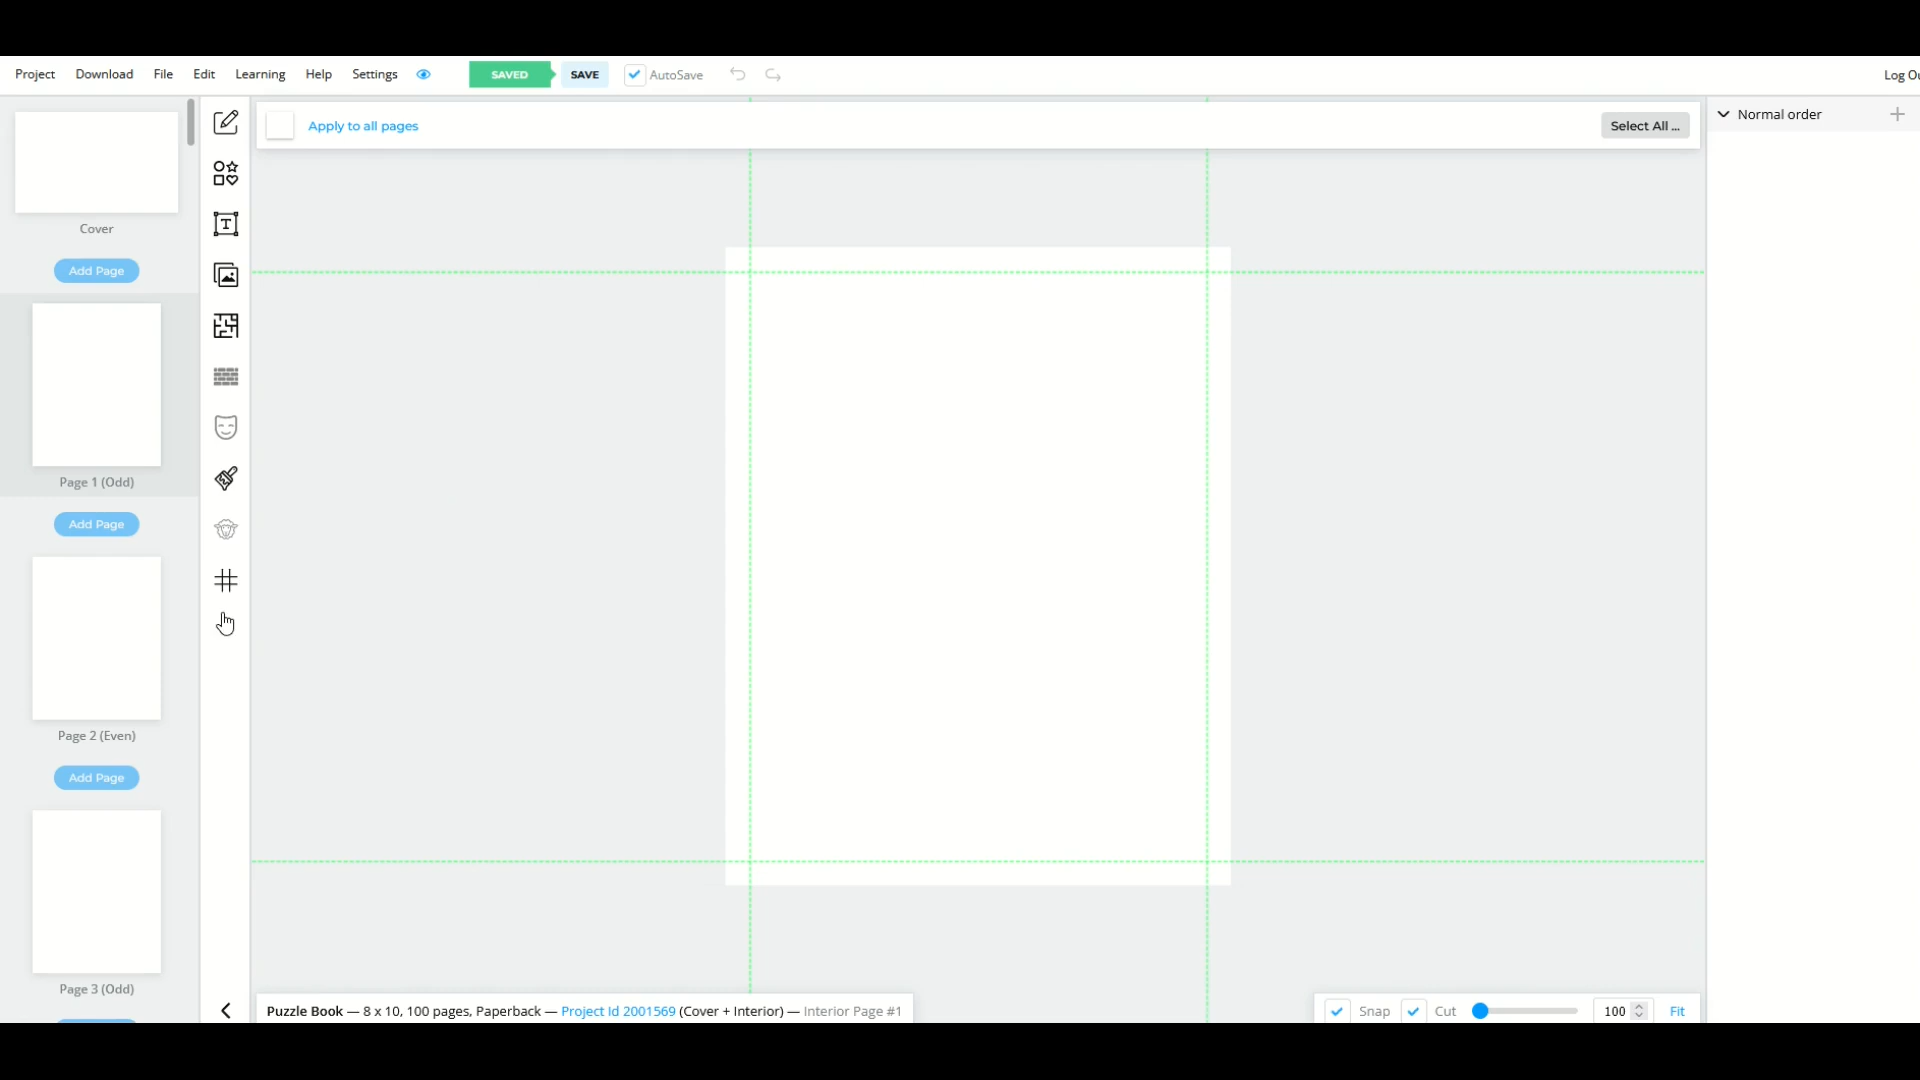 Project Download File Edit Learning Help Settings SAVED SAVE AutoSave Log Ou
Apply to all pages Select All ... Normal order
Cover
Add Page
Page 1 (Odd)
Add Page
Page 2 (Even)
Add Page
Page 3 (Odd)
Puzzle Book — 8 x 10, 100 pages, Paperback — Project Id 2001569 (Cover + Interior) — Interior Page #1 Snap Cut 100 Fit